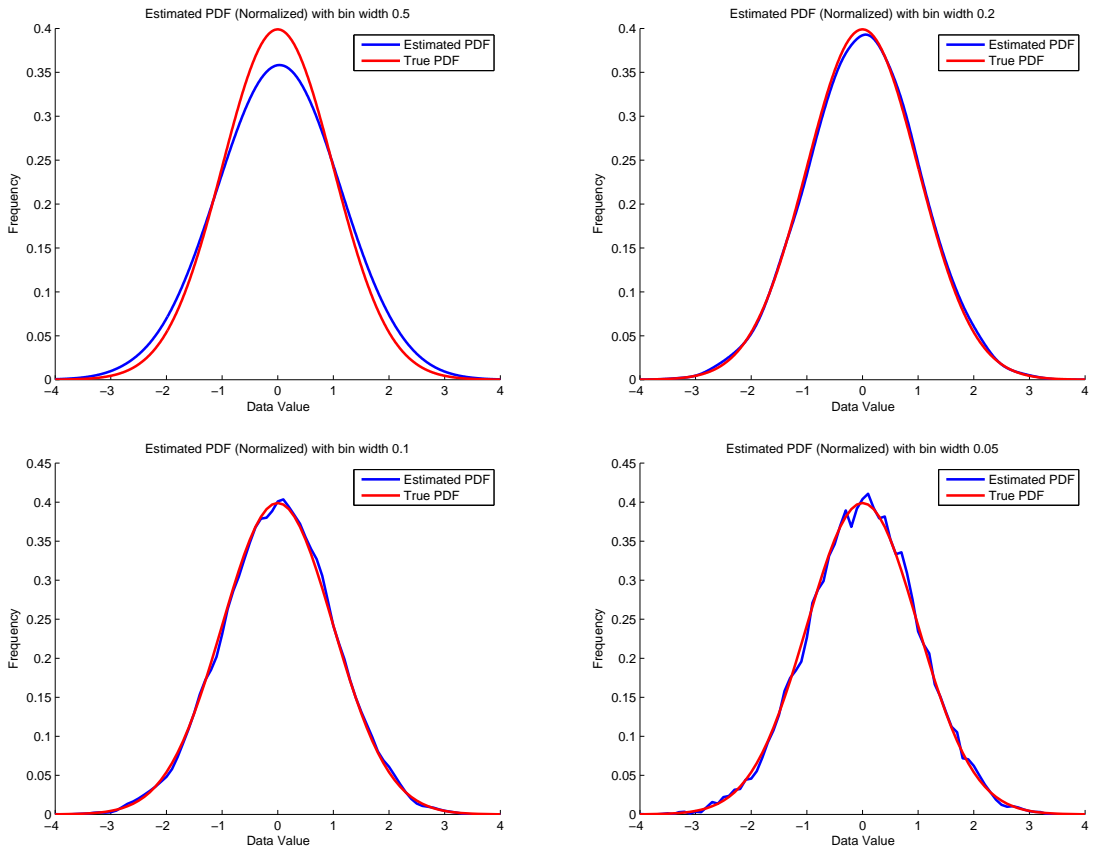 Estimated PDF (Normalized) with bin width 0.5
0.4
0.35
0.3
0.25
0.2
0.15
0.1
0.05
0
Frequency
Estimated PDF
True PDF
−4 −3 −2 −1 0 1 2 3 4
Data Value
Estimated PDF (Normalized) with bin width 0.2
0.4
0.35
0.3
0.25
0.2
0.15
0.1
0.05
0
Frequency
Estimated PDF
True PDF
−4 −3 −2 −1 0 1 2 3 4
Data Value
Estimated PDF (Normalized) with bin width 0.1
0.45
0.4
0.35
0.3
0.25
0.2
0.15
0.1
0.05
0
Frequency
Estimated PDF
True PDF
−4 −3 −2 −1 0 1 2 3 4
Data Value
Estimated PDF (Normalized) with bin width 0.05
0.45
0.4
0.35
0.3
0.25
0.2
0.15
0.1
0.05
0
Frequency
Estimated PDF
True PDF
−4 −3 −2 −1 0 1 2 3 4
Data Value